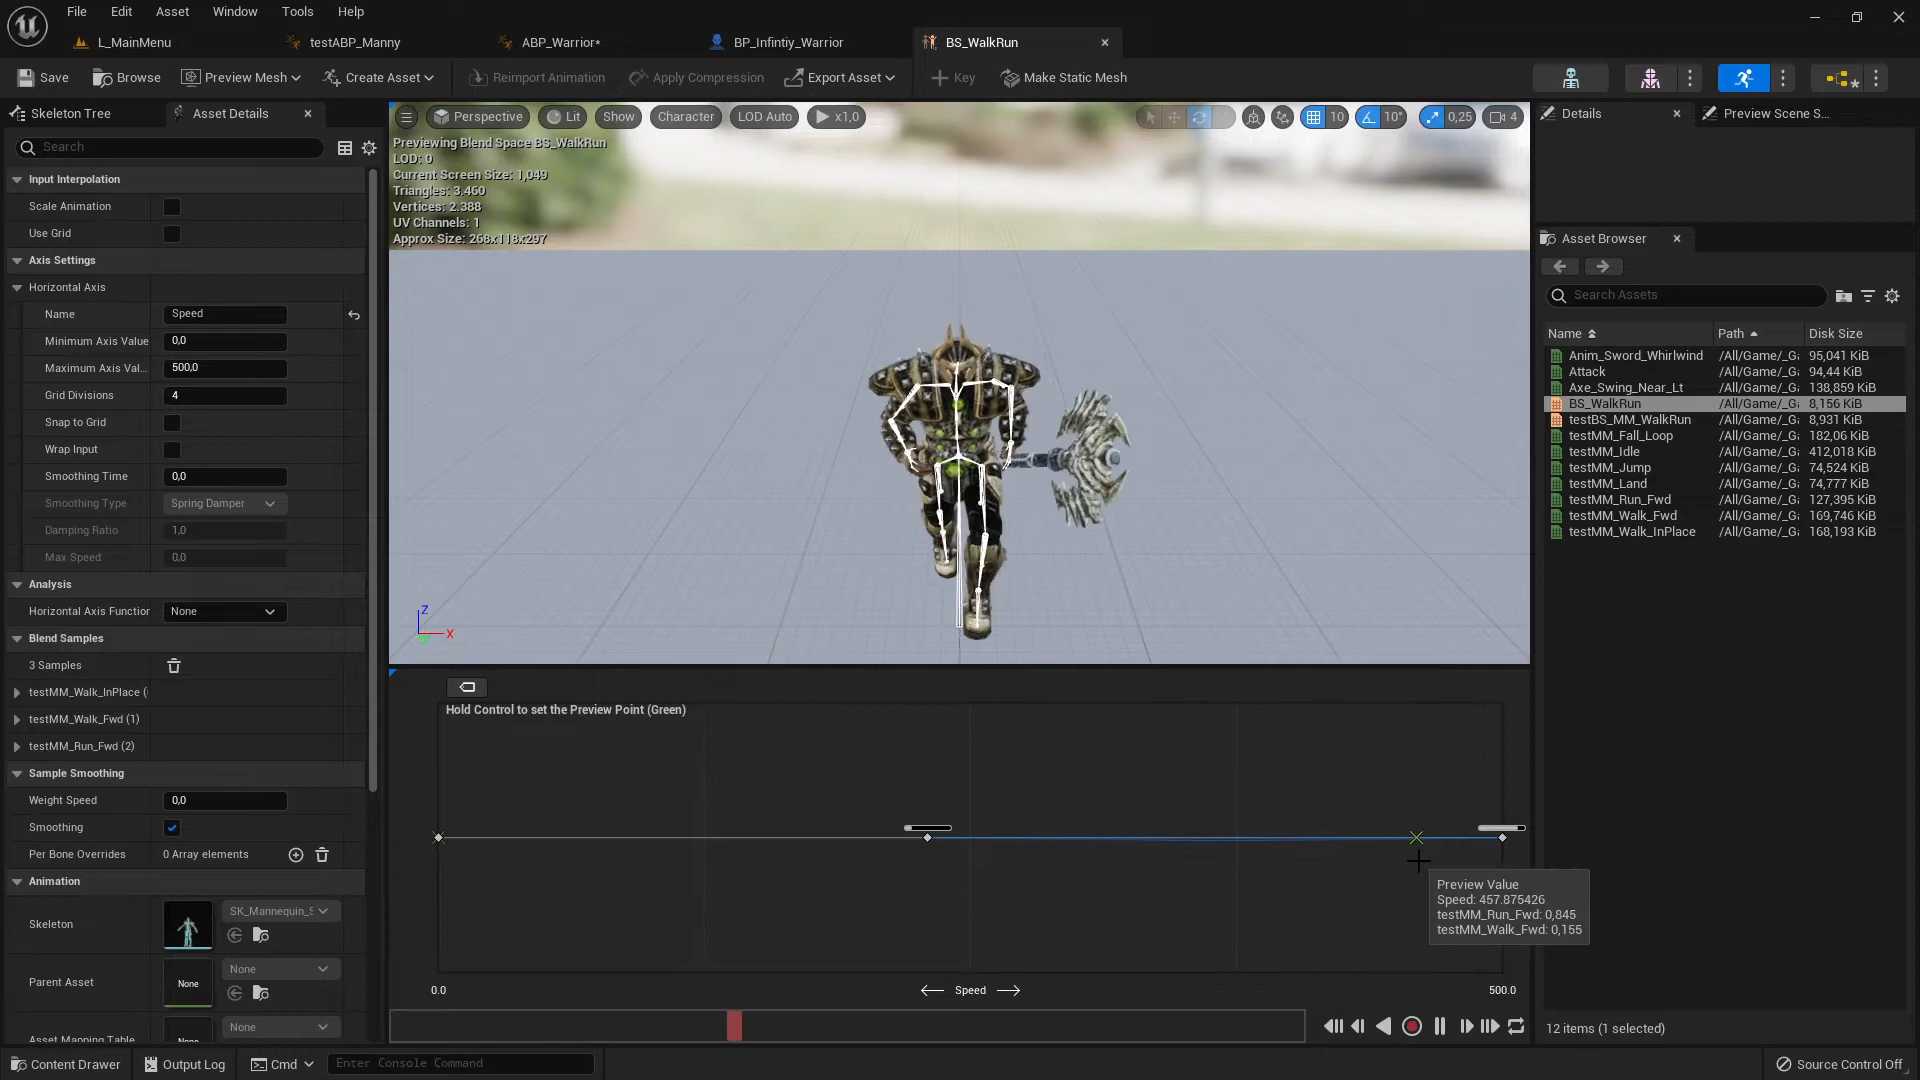 File Edit Asset Window Tools Help
L_MainMenu testABP_Manny ABP_Warrior* BP_Infintiy_Warrior BS_WalkRun
Save Browse Preview Mesh Create Asset Reimport Animation Apply Compression Export Asset Key Make Static Mesh
Skeleton Tree Asset Details
Search
Input Interpolation
Scale Animation
Use Grid
Axis Settings
Horizontal Axis
Name Speed
Minimum Axis Value 0,0
Maximum Axis Val... 500,0
Grid Divisions 4
Snap to Grid
Wrap Input
Smoothing Time 0,0
Smoothing Type Spring Damper
Damping Ratio 1,0
Max Speed 0,0
Analysis
Horizontal Axis Function None
Blend Samples
3 Samples
testMM_Walk_InPlace (
testMM_Walk_Fwd (1)
testMM_Run_Fwd (2)
Sample Smoothing
Weight Speed 0,0
Smoothing
Per Bone Overrides 0 Array elements
Animation
Skeleton SK_Mannequin_S
Parent Asset None None
Asset Mapping Table None None
Perspective Lit Show Character LOD Auto x1,0 10 10° 0,25 4
Previewing Blend Space BS_WalkRun
LOD: 0
Current Screen Size: 1,049
Triangles: 3.460
Vertices: 2.388
UV Channels: 1
Approx Size: 268x118x297
Z
X
Hold Control to set the Preview Point (Green)
Preview Value
Speed: 457.875426
testMM_Run_Fwd: 0,845
testMM_Walk_Fwd: 0,155
0.0 Speed 500.0
Details Preview Scene S...
Asset Browser
Search Assets
Name Path Disk Size
Anim_Sword_Whirlwind /All/Game/_Ga 95,041 KiB
Attack /All/Game/_Ga 94,44 KiB
Axe_Swing_Near_Lt /All/Game/_Ga 138,859 KiB
BS_WalkRun /All/Game/_Ga 8,156 KiB
testBS_MM_WalkRun /All/Game/_Ga 8,931 KiB
testMM_Fall_Loop /All/Game/_Ga 182,06 KiB
testMM_Idle /All/Game/_Ga 412,018 KiB
testMM_Jump /All/Game/_Ga 74,524 KiB
testMM_Land /All/Game/_Ga 74,777 KiB
testMM_Run_Fwd /All/Game/_Ga 127,395 KiB
testMM_Walk_Fwd /All/Game/_Ga 169,746 KiB
testMM_Walk_InPlace /All/Game/_Ga 168,193 KiB
12 items (1 selected)
Content Drawer Output Log Cmd Enter Console Command Source Control Off